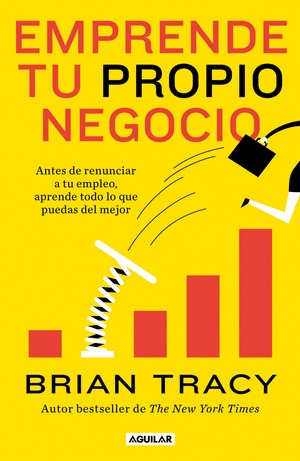 EMPRENDE
TU PROPIO
NEGOCIO
Antes de renunciar
a tu empleo,
aprende todo lo que
puedas del mejor
BRIAN TRACY
Autor bestseller de The New York Times
AGUILAR